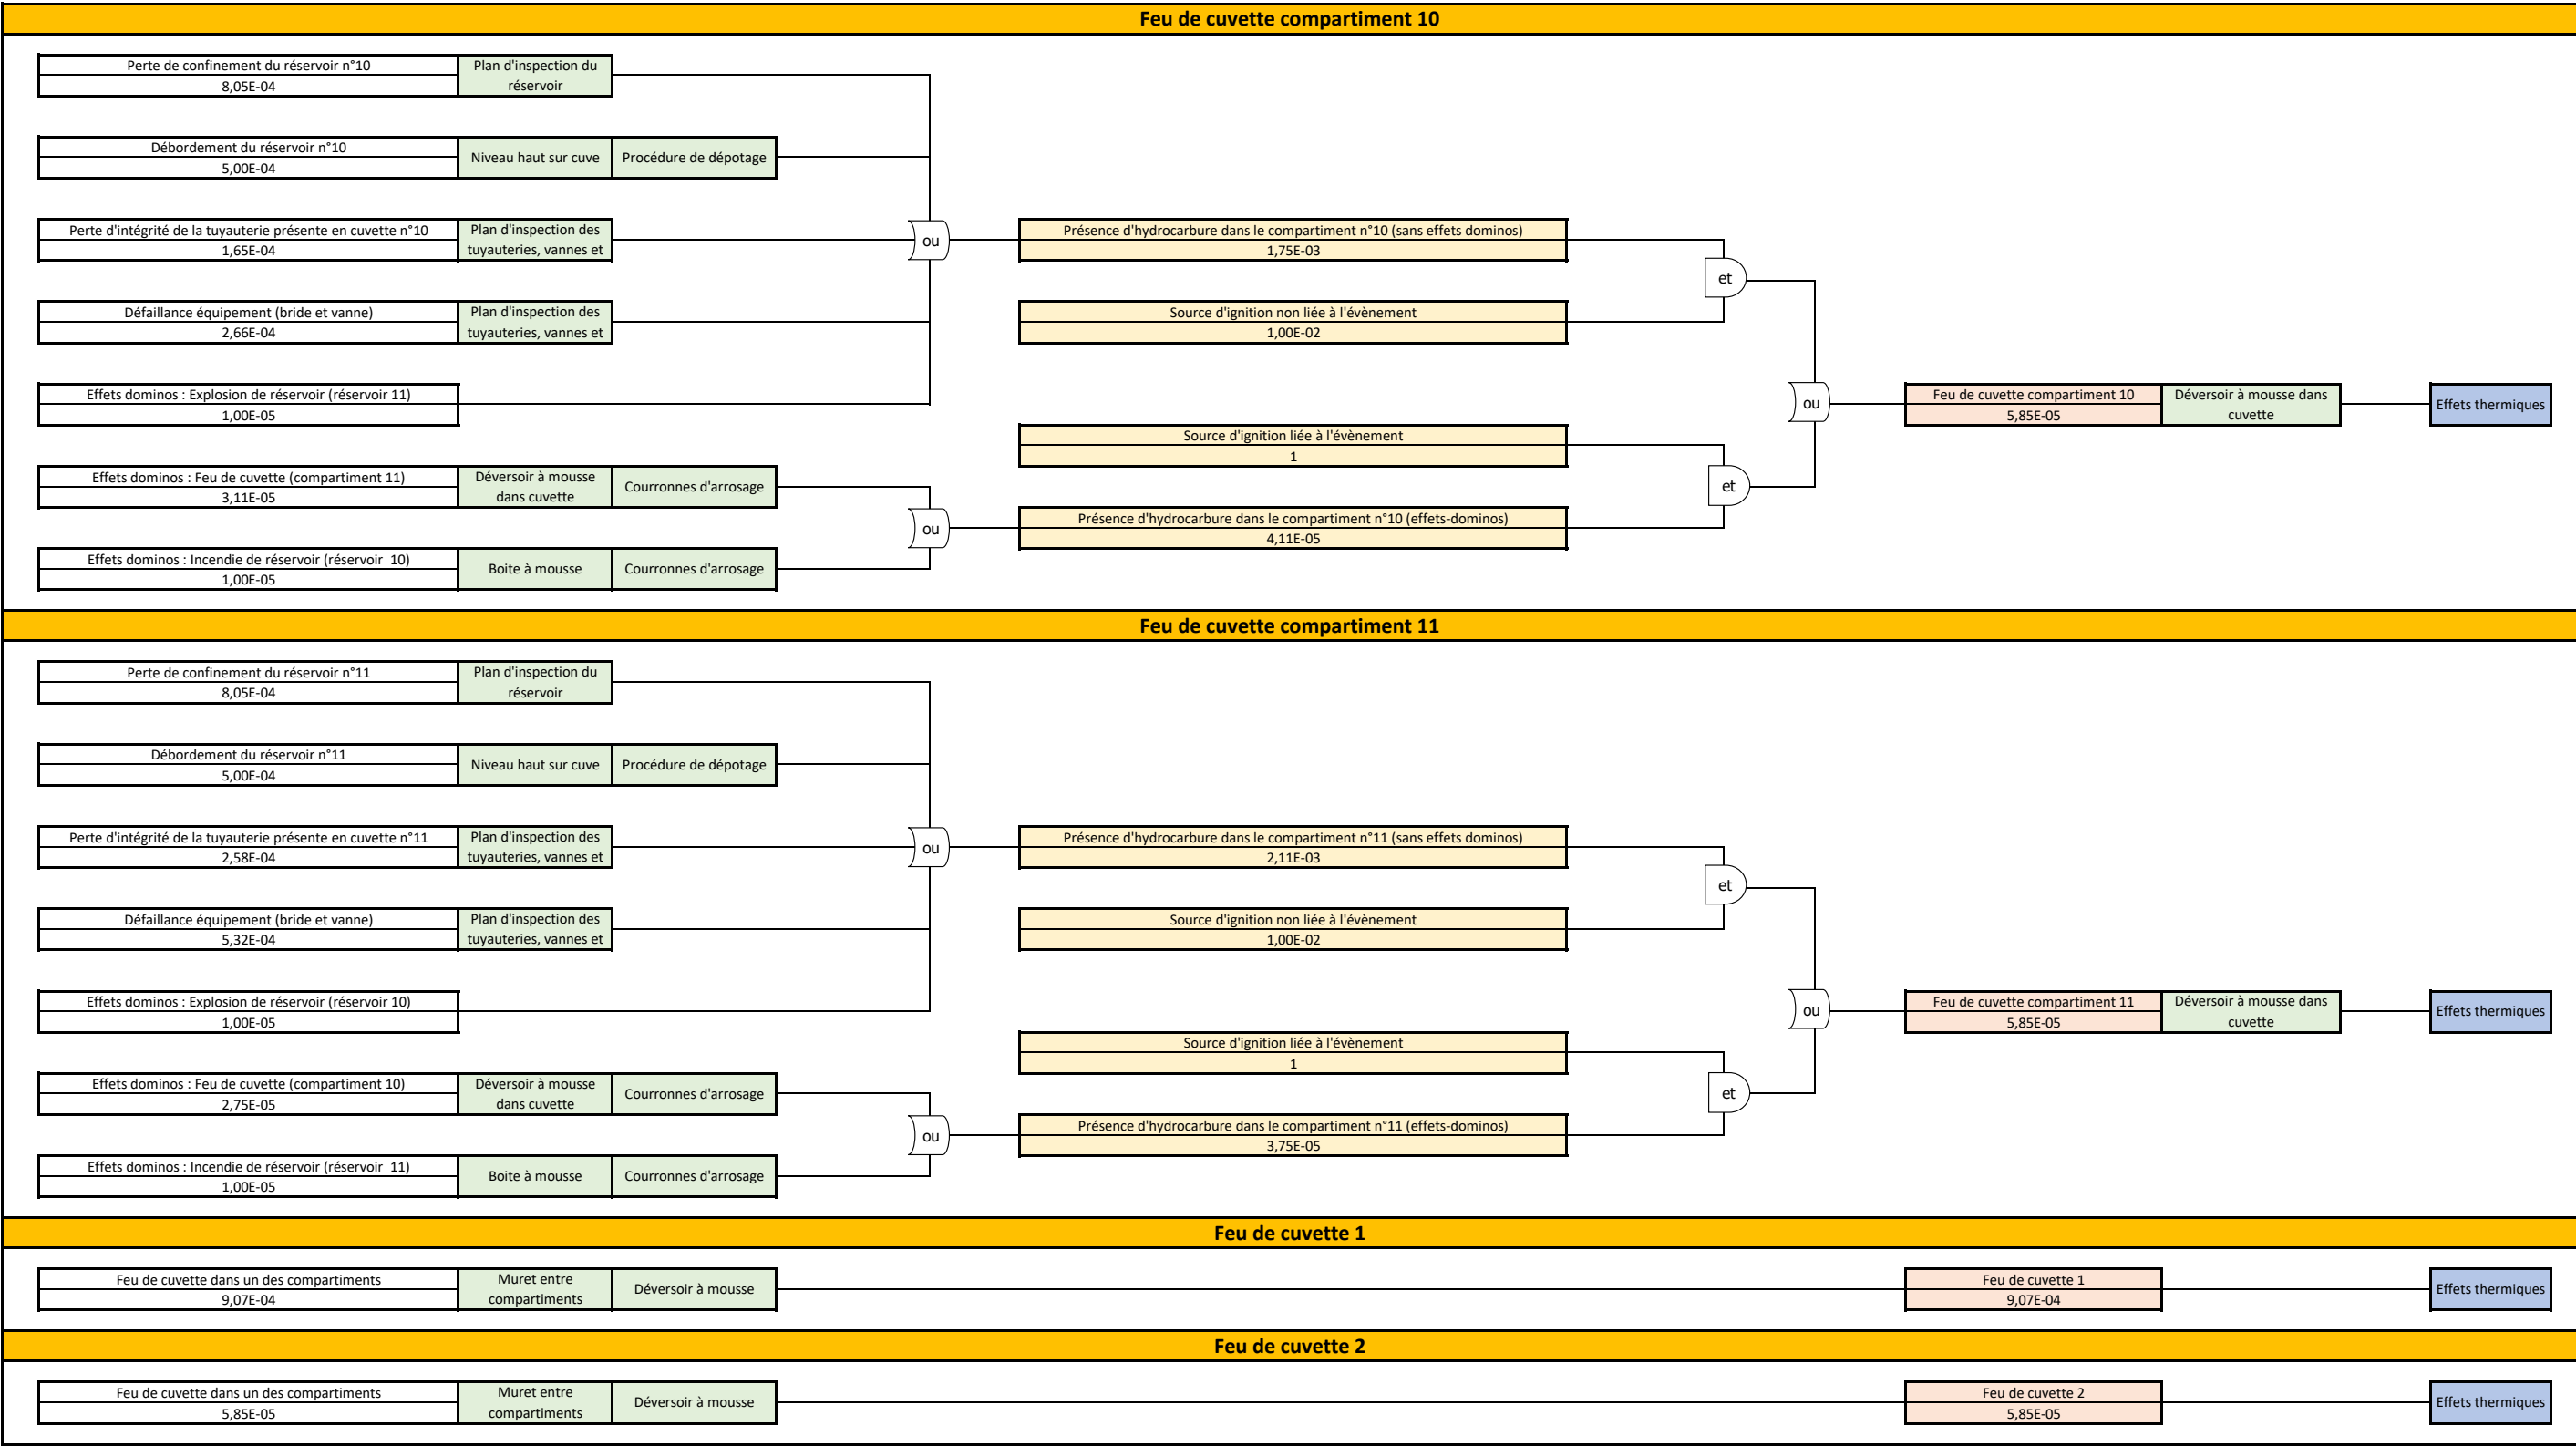 Feu de cuvette compartiment 10
Perte de confinement du réservoir n°10
8,05E-04
Plan d'inspection du
réservoir
Débordement du réservoir n°10
5,00E-04
Niveau haut sur cuve
Procédure de dépotage
Perte d'intégrité de la tuyauterie présente en cuvette n°10
1,65E-04
Plan d'inspection des
tuyauteries, vannes et
ou
Présence d'hydrocarbure dans le compartiment n°10 (sans effets dominos)
1,75E-03
et
Défaillance équipement (bride et vanne)
2,66E-04
Plan d'inspection des
tuyauteries, vannes et
Source d'ignition non liée à l'évènement
1,00E-02
Effets dominos : Explosion de réservoir (réservoir 11)
1,00E-05
ou
Feu de cuvette compartiment 10
5,85E-05
Déversoir à mousse dans
cuvette
Effets thermiques
Source d'ignition liée à l'évènement
1
Effets dominos : Feu de cuvette (compartiment 11)
3,11E-05
Déversoir à mousse
dans cuvette
Courronnes d'arrosage
et
ou
Présence d'hydrocarbure dans le compartiment n°10 (effets-dominos)
4,11E-05
Effets dominos : Incendie de réservoir (réservoir  10)
1,00E-05
Boite à mousse
Courronnes d'arrosage
Feu de cuvette compartiment 11
Perte de confinement du réservoir n°11
8,05E-04
Plan d'inspection du
réservoir
Débordement du réservoir n°11
5,00E-04
Niveau haut sur cuve
Procédure de dépotage
Perte d'intégrité de la tuyauterie présente en cuvette n°11
2,58E-04
Plan d'inspection des
tuyauteries, vannes et
ou
Présence d'hydrocarbure dans le compartiment n°11 (sans effets dominos)
2,11E-03
et
Défaillance équipement (bride et vanne)
5,32E-04
Plan d'inspection des
tuyauteries, vannes et
Source d'ignition non liée à l'évènement
1,00E-02
Effets dominos : Explosion de réservoir (réservoir 10)
1,00E-05
ou
Feu de cuvette compartiment 11
5,85E-05
Déversoir à mousse dans
cuvette
Effets thermiques
Source d'ignition liée à l'évènement
1
Effets dominos : Feu de cuvette (compartiment 10)
2,75E-05
Déversoir à mousse
dans cuvette
Courronnes d'arrosage
et
ou
Présence d'hydrocarbure dans le compartiment n°11 (effets-dominos)
3,75E-05
Effets dominos : Incendie de réservoir (réservoir  11)
1,00E-05
Boite à mousse
Courronnes d'arrosage
Feu de cuvette 1
Feu de cuvette dans un des compartiments
9,07E-04
Muret entre
compartiments
Déversoir à mousse
Feu de cuvette 1
9,07E-04
Effets thermiques
Feu de cuvette 2
Feu de cuvette dans un des compartiments
5,85E-05
Muret entre
compartiments
Déversoir à mousse
Feu de cuvette 2
5,85E-05
Effets thermiques